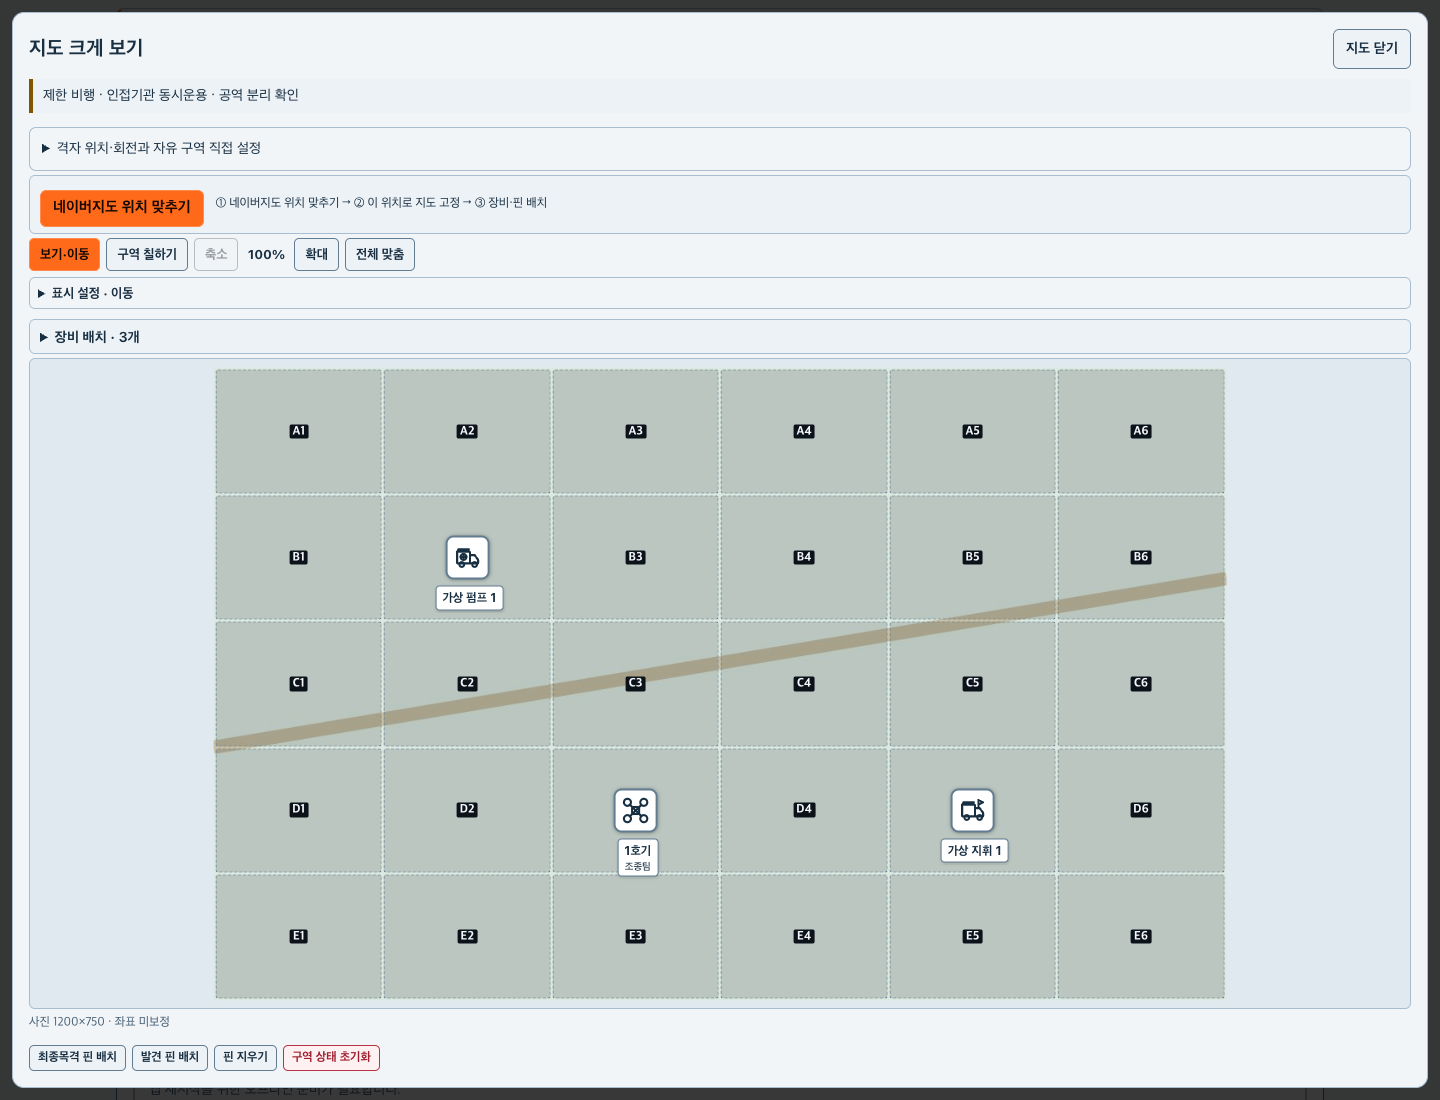 지도 크게 보기
지도 닫기
제한 비행 · 인접기관 동시운용 · 공역 분리 확인
▶ 격자 위치·회전과 자유 구역 직접 설정
네이버지도 위치 맞추기
① 네이버지도 위치 맞추기 → ② 이 위치로 지도 고정 → ③ 장비·핀 배치
보기·이동 구역 칠하기 축소 100% 확대 전체 맞춤
▶ 표시 설정 · 이동
▶ 장비 배치 · 3개
A1 A2 A3 A4 A5 A6
B1 B3 B4 B5 B6
가상 펌프 1
C1 C2 C3 C4 C5 C6
D1 D2 D4 D6
1호기 가상 지휘 1
조종팀
E1 E2 E3 E4 E5 E6
사진 1200×750 · 좌표 미보정
최종목격 핀 배치 발견 핀 배치 핀 지우기 구역 상태 초기화